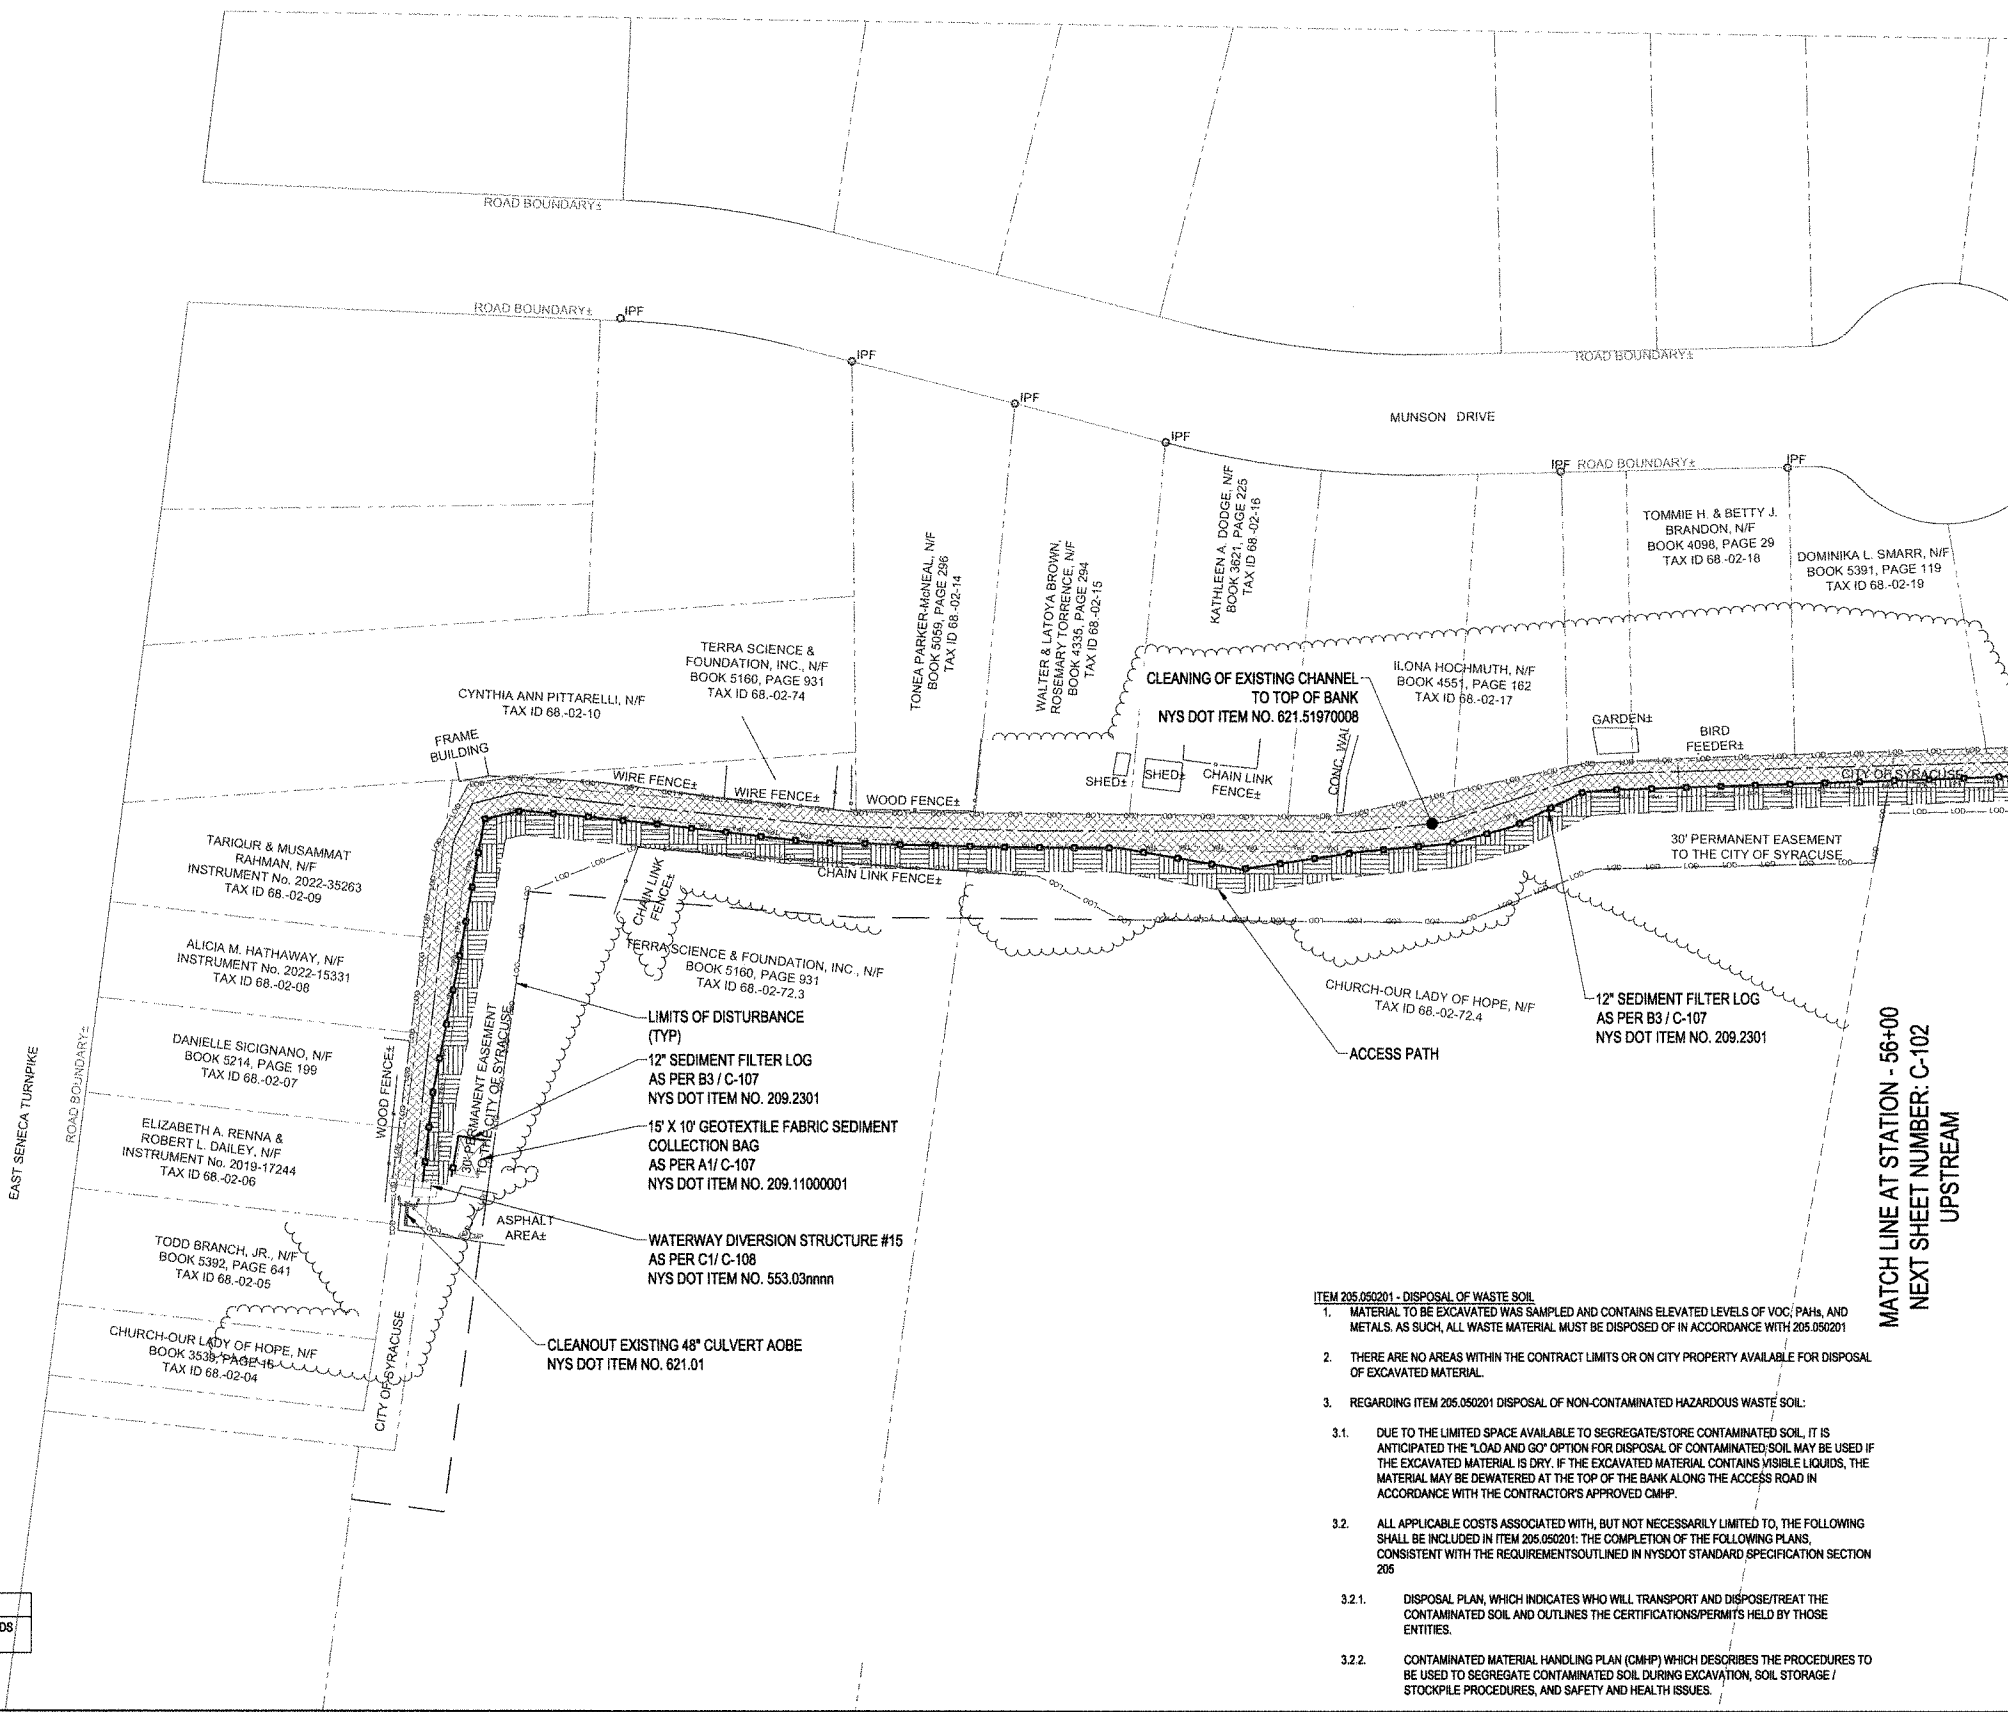 ROAD BOUNDARY±
ROAD BOUNDARY±
IPF
IPF
IPF
IPF
ROAD BOUNDARY±
MUNSON DRIVE
IPF
ROAD BOUNDARY±
IPF
TOMMIE H. & BETTY J.
BRANDON, N/F
BOOK 4098, PAGE 29
TAX ID 68.-02-18
DOMINIKA L. SMARR, N/F
BOOK 5391, PAGE 119
TAX ID 68.-02-19
KATHLEEN A. DODGE, N/F
BOOK 3621, PAGE 225
TAX ID 68.-02-16
WALTER & LATOYA BROWN,
ROSEMARY TORRENCE, N/F
BOOK 4335, PAGE 294
TAX ID 68.-02-15
TONEA PARKER-McNEAL, N/F
BOOK 5059, PAGE 296
TAX ID 68.-02-14
TERRA SCIENCE &
FOUNDATION, INC., N/F
BOOK 5160, PAGE 931
TAX ID 68.-02-74
CYNTHIA ANN PITTARELLI, N/F
TAX ID 68.-02-10
CLEANING OF EXISTING CHANNEL
TO TOP OF BANK
NYS DOT ITEM NO. 621.51970008
ILONA HOCHMUTH, N/F
BOOK 4551, PAGE 162
TAX ID 68.-02-17
GARDEN±
BIRD
FEEDER±
FRAME
BUILDING
WIRE FENCE±
WIRE FENCE±
WOOD FENCE±
SHED±
SHED±
CHAIN LINK
FENCE±
CONC. WAL
CITY OF SYRACUSE
30' PERMANENT EASEMENT
TO THE CITY OF SYRACUSE
TARIQUR & MUSAMMAT
RAHMAN, N/F
INSTRUMENT No. 2022-35263
TAX ID 68.-02-09
CHAIN LINK
FENCE±
CHAIN LINK FENCE±
ALICIA M. HATHAWAY, N/F
INSTRUMENT No. 2022-15331
TAX ID 68.-02-08
TERRA SCIENCE & FOUNDATION, INC., N/F
BOOK 5160, PAGE 931
TAX ID 68.-02-72.3
CHURCH-OUR LADY OF HOPE, N/F
TAX ID 68.-02-72.4
12" SEDIMENT FILTER LOG
AS PER B3 / C-107
NYS DOT ITEM NO. 209.2301
ACCESS PATH
LIMITS OF DISTURBANCE
(TYP)
12" SEDIMENT FILTER LOG
AS PER B3 / C-107
NYS DOT ITEM NO. 209.2301
15' X 10' GEOTEXTILE FABRIC SEDIMENT
COLLECTION BAG
AS PER A1/ C-107
NYS DOT ITEM NO. 209.11000001
30' PERMANENT EASEMENT
TO THE CITY OF SYRACUSE
EAST SENECA TURNPIKE
ROAD BOUNDARY±
DANIELLE SICIGNANO, N/F
BOOK 5214, PAGE 199
TAX ID 68.-02-07
WOOD FENCE±
ELIZABETH A. RENNA &
ROBERT L. DAILEY, N/F
INSTRUMENT No. 2019-17244
TAX ID 68.-02-06
ASPHALT
AREA±
WATERWAY DIVERSION STRUCTURE #15
AS PER C1/ C-108
NYS DOT ITEM NO. 553.03nnnn
TODD BRANCH, JR., N/F
BOOK 5392, PAGE 641
TAX ID 68.-02-05
CLEANOUT EXISTING 48" CULVERT AOBE
NYS DOT ITEM NO. 621.01
CHURCH-OUR LADY OF HOPE, N/F
BOOK 3539, PAGE 16
TAX ID 68.-02-04
CITY OF SYRACUSE
MATCH LINE AT STATION - 56+00
NEXT SHEET NUMBER: C-102
UPSTREAM
ITEM 205.050201 - DISPOSAL OF WASTE SOIL
1. MATERIAL TO BE EXCAVATED WAS SAMPLED AND CONTAINS ELEVATED LEVELS OF VOC, PAHs, AND
METALS. AS SUCH, ALL WASTE MATERIAL MUST BE DISPOSED OF IN ACCORDANCE WITH 205.050201
2. THERE ARE NO AREAS WITHIN THE CONTRACT LIMITS OR ON CITY PROPERTY AVAILABLE FOR DISPOSAL
OF EXCAVATED MATERIAL.
3. REGARDING ITEM 205.050201 DISPOSAL OF NON-CONTAMINATED HAZARDOUS WASTE SOIL:
3.1. DUE TO THE LIMITED SPACE AVAILABLE TO SEGREGATE/STORE CONTAMINATED SOIL, IT IS
ANTICIPATED THE "LOAD AND GO" OPTION FOR DISPOSAL OF CONTAMINATED SOIL MAY BE USED IF
THE EXCAVATED MATERIAL IS DRY. IF THE EXCAVATED MATERIAL CONTAINS VISIBLE LIQUIDS, THE
MATERIAL MAY BE DEWATERED AT THE TOP OF THE BANK ALONG THE ACCESS ROAD IN
ACCORDANCE WITH THE CONTRACTOR'S APPROVED CMHP.
3.2. ALL APPLICABLE COSTS ASSOCIATED WITH, BUT NOT NECESSARILY LIMITED TO, THE FOLLOWING
SHALL BE INCLUDED IN ITEM 205.050201: THE COMPLETION OF THE FOLLOWING PLANS,
CONSISTENT WITH THE REQUIREMENTSOUTLINED IN NYSDOT STANDARD SPECIFICATION SECTION
205
3.2.1. DISPOSAL PLAN, WHICH INDICATES WHO WILL TRANSPORT AND DISPOSE/TREAT THE
CONTAMINATED SOIL AND OUTLINES THE CERTIFICATIONS/PERMITS HELD BY THOSE
ENTITIES.
3.2.2. CONTAMINATED MATERIAL HANDLING PLAN (CMHP) WHICH DESCRIBES THE PROCEDURES TO
BE USED TO SEGREGATE CONTAMINATED SOIL DURING EXCAVATION, SOIL STORAGE /
STOCKPILE PROCEDURES, AND SAFETY AND HEALTH ISSUES.
DS